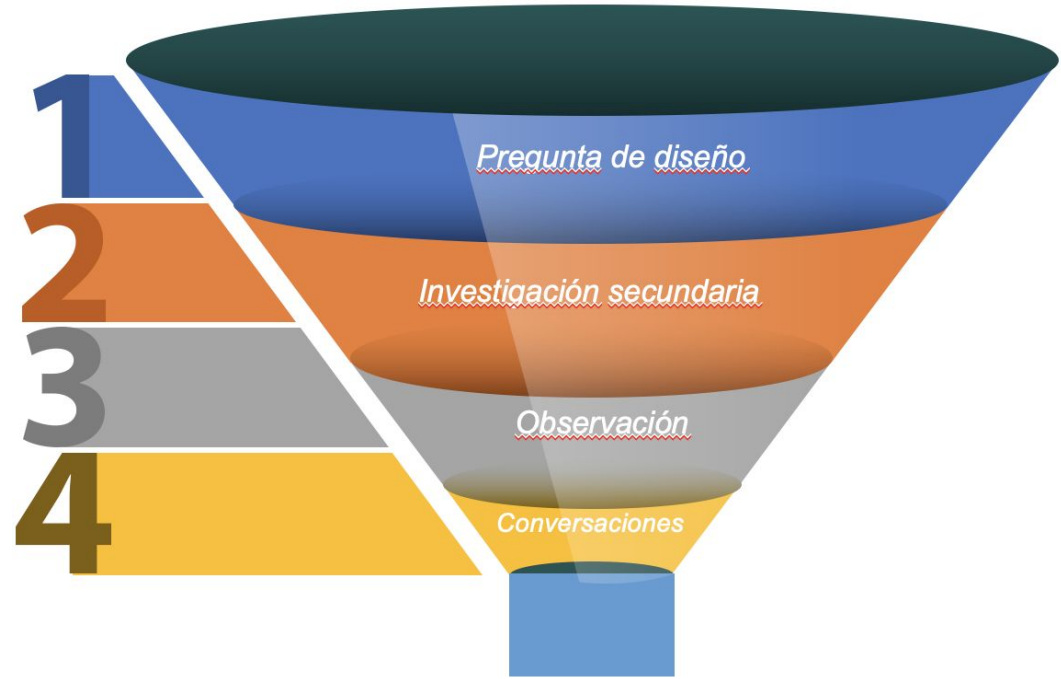 1
Pregunta de diseño
2
Investigación secundaria
3
Observación
4
Conversaciones